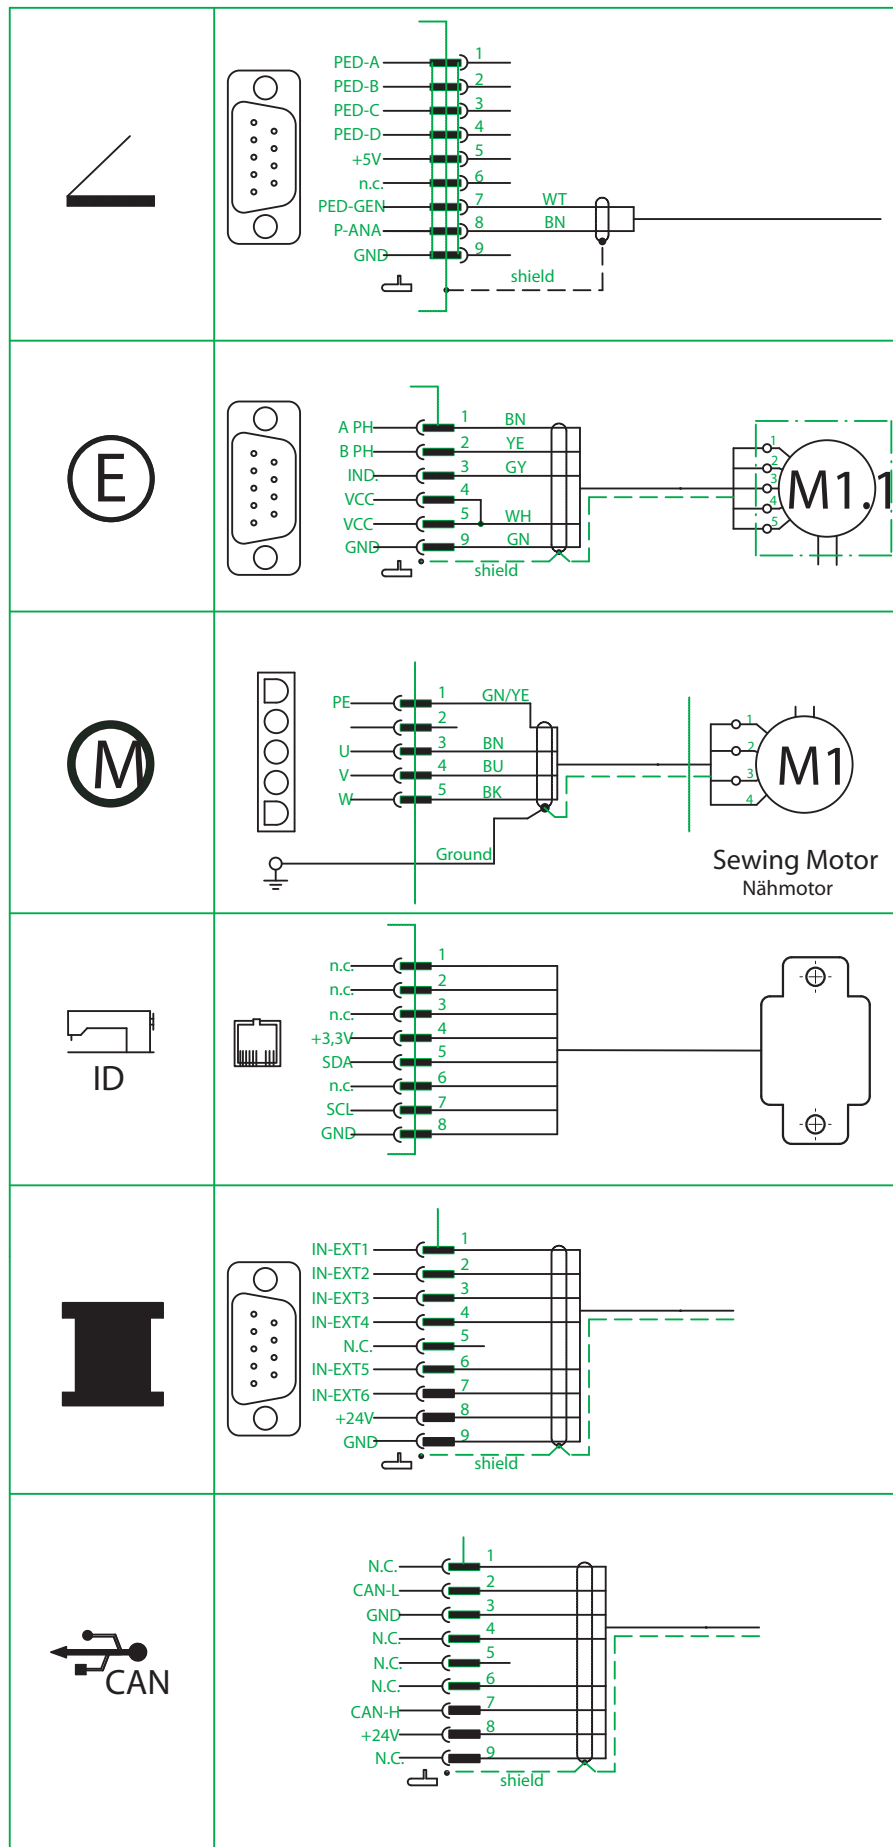 PED-A 1
PED-B 2
PED-C 3
PED-D 4
+5V 5
n.c. 6
PED-GEN 7 WT
P-ANA 8 BN
GND 9
shield
E
A PH 1 BN
B PH 2 YE
IND. 3 GY
VCC 4
VCC 5 WH
GND 9 GN
shield
1
2
3
4
5
M1.1
M
PE 1 GN/YE
2
U 3 BN
V 4 BU
W 5 BK
Ground
1
2
3
4
M1
Sewing Motor
Nähmotor
ID
n.c. 1
n.c. 2
n.c. 3
+3,3V 4
SDA 5
n.c. 6
SCL 7
GND 8
IN-EXT1 1
IN-EXT2 2
IN-EXT3 3
IN-EXT4 4
N.C. 5
IN-EXT5 6
IN-EXT6 7
+24V 8
GND 9
shield
CAN
N.C. 1
CAN-L 2
GND 3
N.C. 4
N.C. 5
N.C. 6
CAN-H 7
+24V 8
N.C. 9
shield